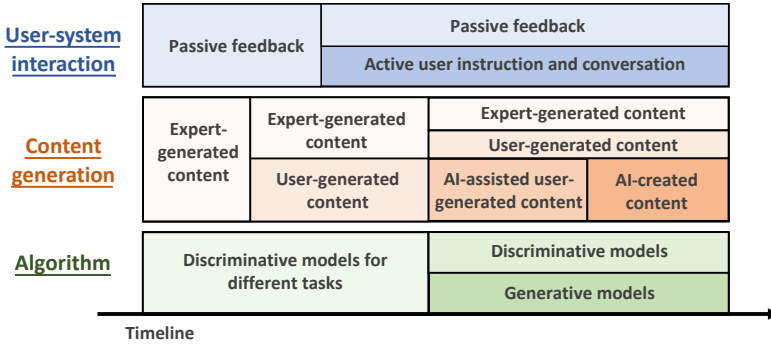 User-system
interaction
Passive feedback
Passive feedback
Active user instruction and conversation
Content
generation
Expert-
generated
content
Expert-generated
content
User-generated
content
Expert-generated content
User-generated content
AI-assisted user-
generated content
AI-created
content
Algorithm
Discriminative models for
different tasks
Discriminative models
Generative models
Timeline